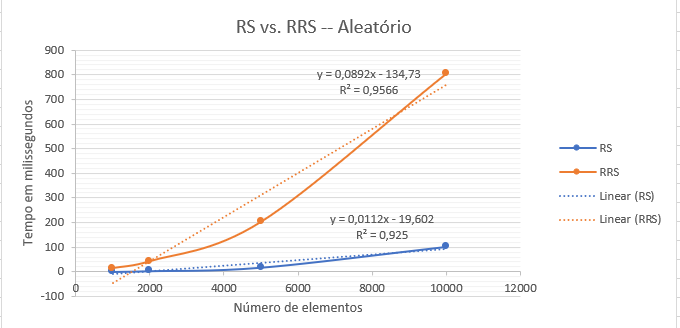 RS vs. RRS -- Aleatório
Tempo em milissegundos
900
800
700
600
500
400
300
200
100
0
-100
y = 0,0892x - 134,73
R² = 0,9566
y = 0,0112x - 19,602
R² = 0,925
0
2000
4000
6000
8000
10000
12000
Número de elementos
RS
RRS
Linear (RS)
Linear (RRS)